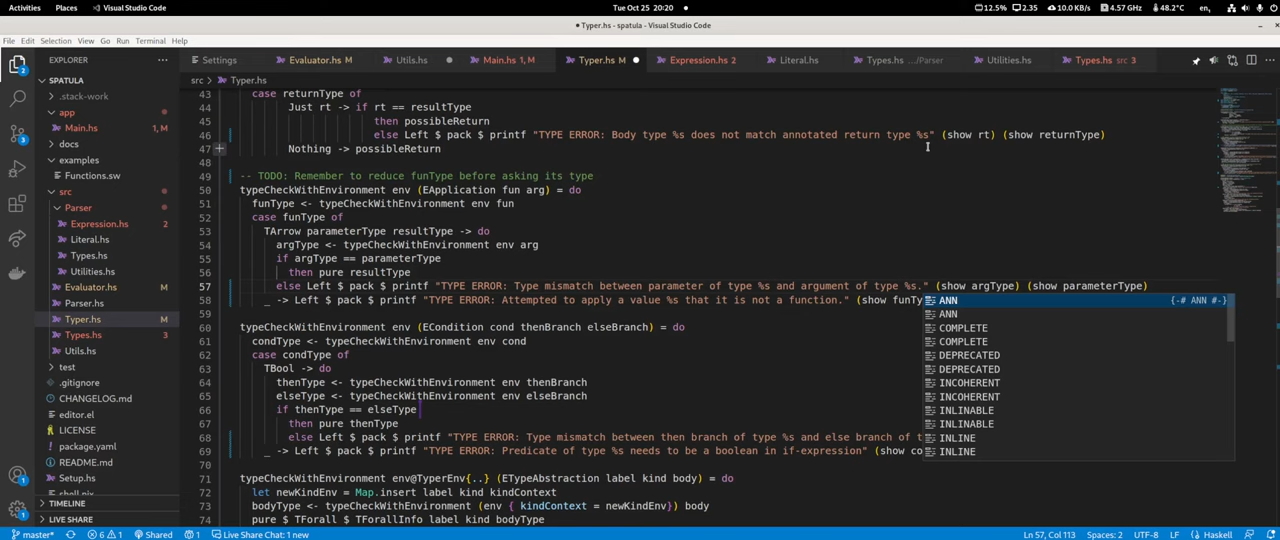 Activities Places Visual Studio Code Tue Oct 25 20:20 12.5% 2.35 10.0 KB/s 4.57 GHz 48.2°C en,
• Typer.hs - spatula - Visual Studio Code
File Edit Selection View Go Run Terminal Help
EXPLORER ··· Settings Evaluator.hs M Utils.hs Main.hs 1, M Typer.hs M Expression.hs 2 Literal.hs Types.hs .../Parser Utilities.hs Types.hs src 3
SPATULA
src > Typer.hs
.stack-work
app
Main.hs 1, M
docs
examples
Functions.sw
src
Parser
Expression.hs 2
Literal.hs
Types.hs
Utilities.hs
Evaluator.hs M
Parser.hs
Typer.hs M
Types.hs 3
Utils.hs
test
.gitignore
CHANGELOG.md
editor.el
LICENSE
package.yaml
README.md
Setup.hs
shell.nix
TIMELINE
LIVE SHARE
43 case returnType of
44 Just rt -> if rt == resultType
45 then possibleReturn
46 else Left $ pack $ printf "TYPE ERROR: Body type %s does not match annotated return type %s" (show rt) (show returnType)
47 Nothing -> possibleReturn
48
49 -- TODO: Remember to reduce funType before asking its type
50 typeCheckWithEnvironment env (EApplication fun arg) = do
51 funType <- typeCheckWithEnvironment env fun
52 case funType of
53 TArrow parameterType resultType -> do
54 argType <- typeCheckWithEnvironment env arg
55 if argType == parameterType
56 then pure resultType
57 else Left $ pack $ printf "TYPE ERROR: Type mismatch between parameter of type %s and argument of type %s." (show argType) (show parameterType)
58 _ -> Left $ pack $ printf "TYPE ERROR: Attempted to apply a value %s that it is not a function." (show funTy
59
60 typeCheckWithEnvironment env (ECondition cond thenBranch elseBranch) = do
61 condType <- typeCheckWithEnvironment env cond
62 case condType of
63 TBool -> do
64 thenType <- typeCheckWithEnvironment env thenBranch
65 elseType <- typeCheckWithEnvironment env elseBranch
66 if thenType == elseType
67 then pure thenType
68 else Left $ pack $ printf "TYPE ERROR: Type mismatch between then branch of type %s and else branch of t
69 _ -> Left $ pack $ printf "TYPE ERROR: Predicate of type %s needs to be a boolean in if-expression" (show co
70
71 typeCheckWithEnvironment env@TyperEnv{..} (ETypeAbstraction label kind body) = do
72 let newKindEnv = Map.insert label kind kindContext
73 bodyType <- typeCheckWithEnvironment (env { kindContext = newKindEnv}) body
74 pure $ TForall $ TForallInfo label kind bodyType
ANN {-# ANN #-}
ANN
COMPLETE
COMPLETE
DEPRECATED
DEPRECATED
INCOHERENT
INCOHERENT
INLINABLE
INLINABLE
INLINE
INLINE
master* 6 1 Shared 1 Live Share Chat: 1 new Ln 57, Col 113 Spaces: 2 UTF-8 LF Haskell